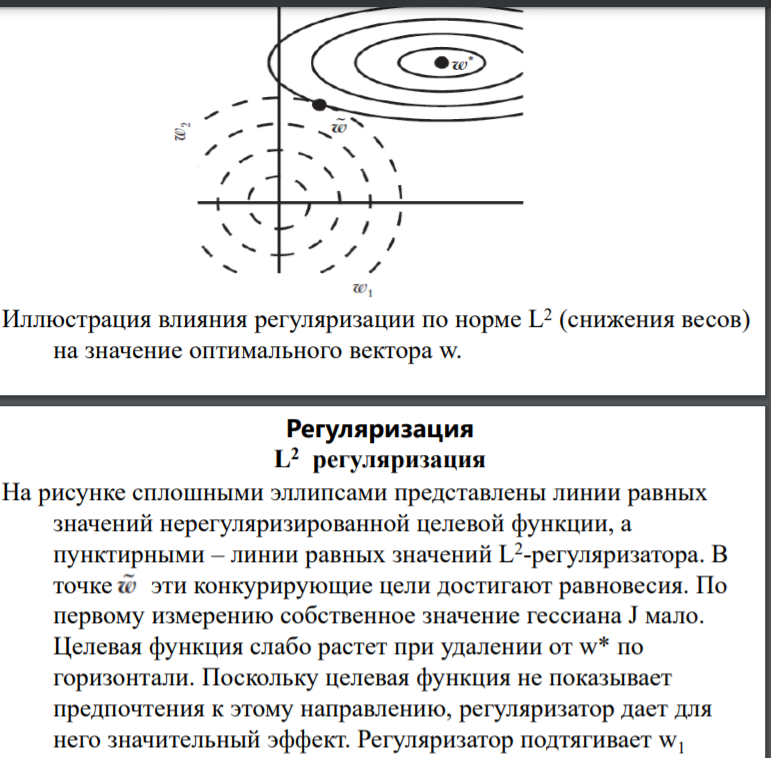 w*
w₂
w̃
w₁
Иллюстрация влияния регуляризации по норме L² (снижения весов)
на значение оптимального вектора w.
Регуляризация
L² регуляризация
На рисунке сплошными эллипсами представлены линии равных
значений нерегуляризированной целевой функции, а
пунктирными – линии равных значений L²-регуляризатора. В
точке w̃ эти конкурирующие цели достигают равновесия. По
первому измерению собственное значение гессиана J мало.
Целевая функция слабо растет при удалении от w* по
горизонтали. Поскольку целевая функция не показывает
предпочтения к этому направлению, регуляризатор дает для
него значительный эффект. Регуляризатор подтягивает w₁